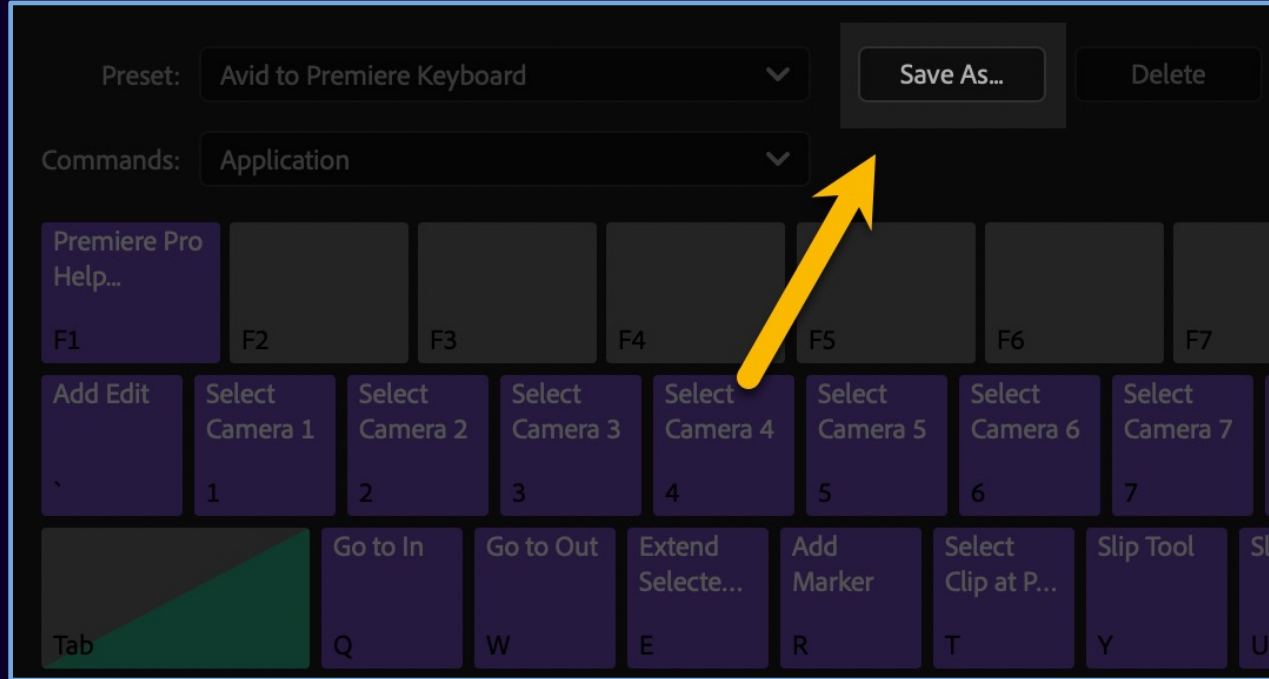 Preset: Avid to Premiere Keyboard Save As... Delete
Commands: Application
Premiere Pro
Help...
F1 F2 F3 F4 F5 F6 F7
Add Edit Select Select Select Select Select Select Select
Camera 1 Camera 2 Camera 3 Camera 4 Camera 5 Camera 6 Camera 7
` 1 2 3 4 5 6 7
Go to In Go to Out Extend Add Select Slip Tool
Selecte... Marker Clip at P...
Tab Q W E R T Y U